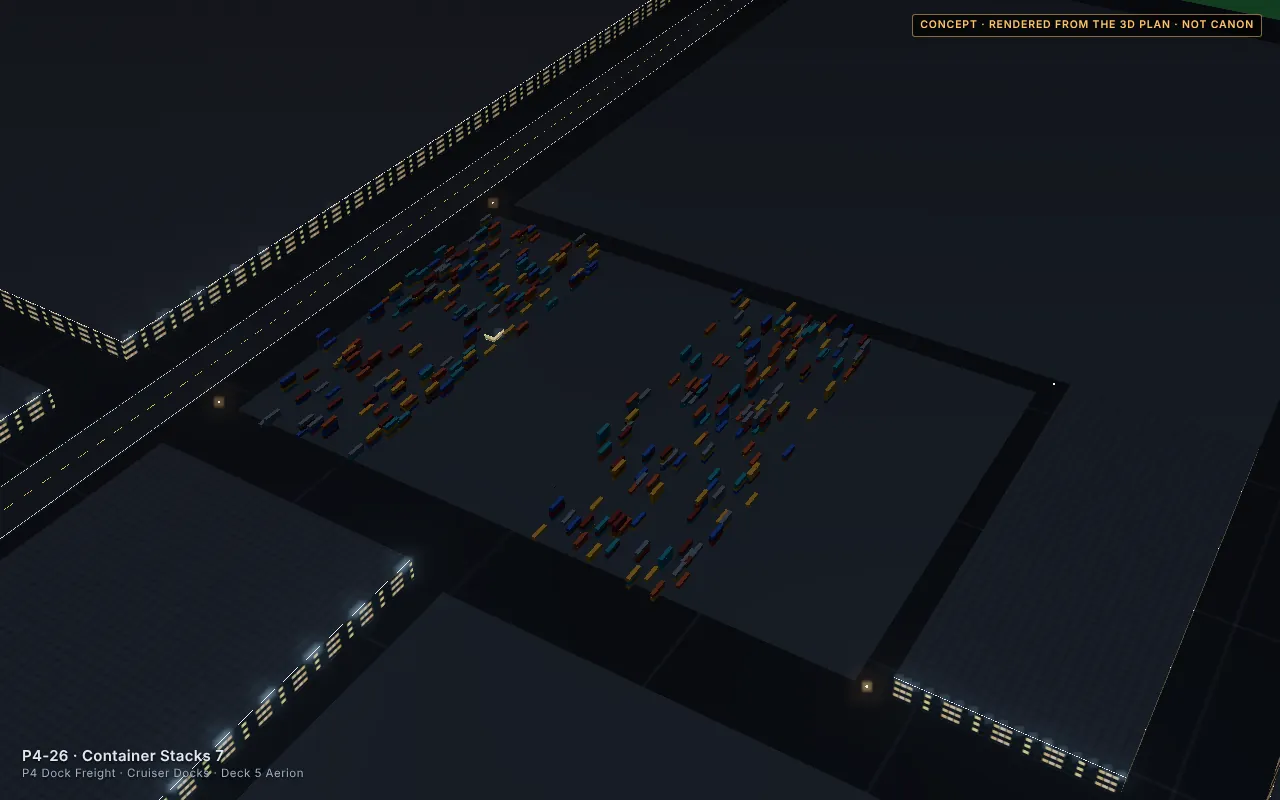 CONCEPT · RENDERED FROM THE 3D PLAN · NOT CANON
P4-26 · Container Stacks 7
P4 Dock Freight · Cruiser Docks · Deck 5 Aerion